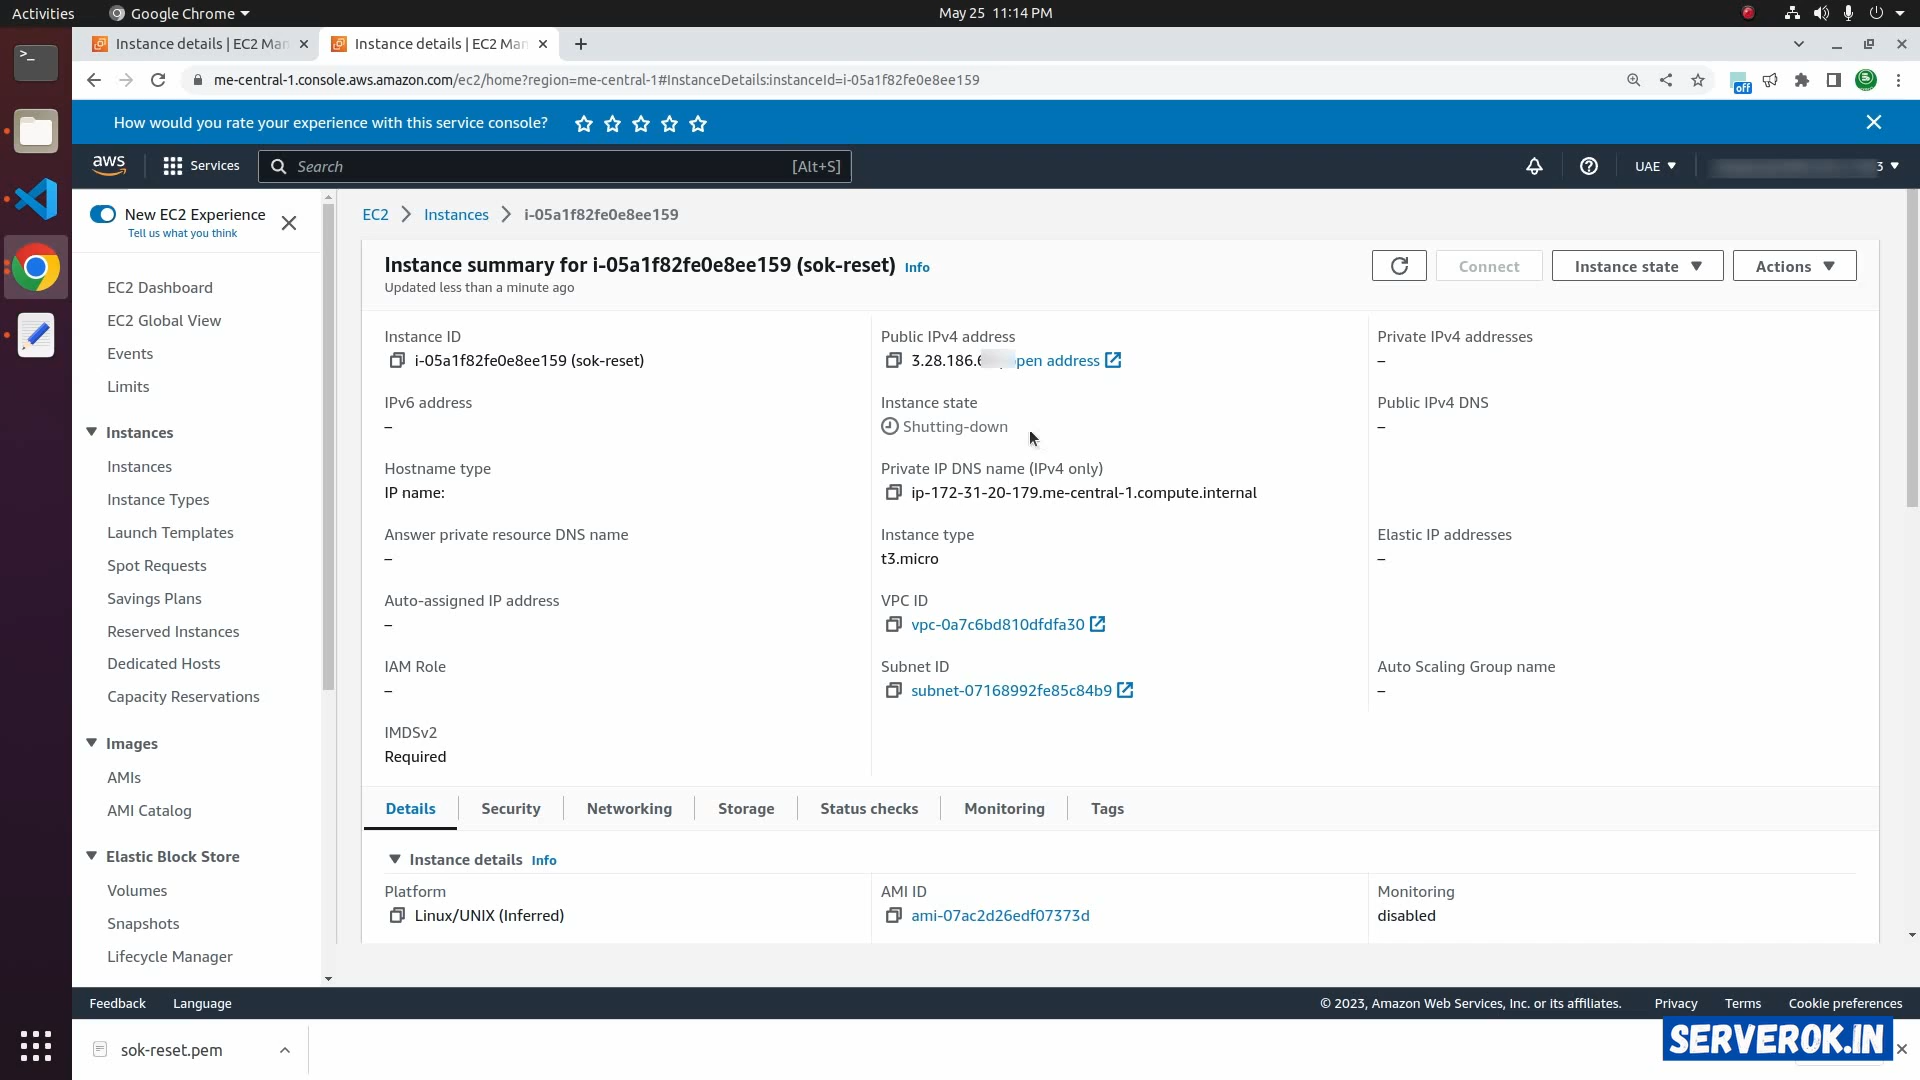 Activities Google Chrome May 25 11:14 PM
Instance details | EC2 Man Instance details | EC2 Man
me-central-1.console.aws.amazon.com/ec2/home?region=me-central-1#InstanceDetails:instanceId=i-05a1f82fe0e8ee159 off
How would you rate your experience with this service console?
aws Services Search [Alt+S] UAE 3
New EC2 Experience
Tell us what you think
EC2 Dashboard
EC2 Global View
Events
Limits
Instances
Instances
Instance Types
Launch Templates
Spot Requests
Savings Plans
Reserved Instances
Dedicated Hosts
Capacity Reservations
Images
AMIs
AMI Catalog
Elastic Block Store
Volumes
Snapshots
Lifecycle Manager
EC2 Instances i-05a1f82fe0e8ee159
Instance summary for i-05a1f82fe0e8ee159 (sok-reset) Info
Updated less than a minute ago
Connect Instance state Actions
Instance ID Public IPv4 address Private IPv4 addresses
i-05a1f82fe0e8ee159 (sok-reset) 3.28.186. address –
IPv6 address Instance state Public IPv4 DNS
– Shutting-down –
Hostname type Private IP DNS name (IPv4 only)
IP name: ip-172-31-20-179.me-central-1.compute.internal
Answer private resource DNS name Instance type Elastic IP addresses
– t3.micro –
Auto-assigned IP address VPC ID
– vpc-0a7c6bd810dfdfa30
IAM Role Subnet ID Auto Scaling Group name
– subnet-07168992fe85c84b9 –
IMDSv2
Required
Details Security Networking Storage Status checks Monitoring Tags
Instance details Info
Platform AMI ID Monitoring
Linux/UNIX (Inferred) ami-07ac2d26edf07373d disabled
Feedback Language © 2023, Amazon Web Services, Inc. or its affiliates. Privacy Terms Cookie preferences
sok-reset.pem SERVEROK.IN